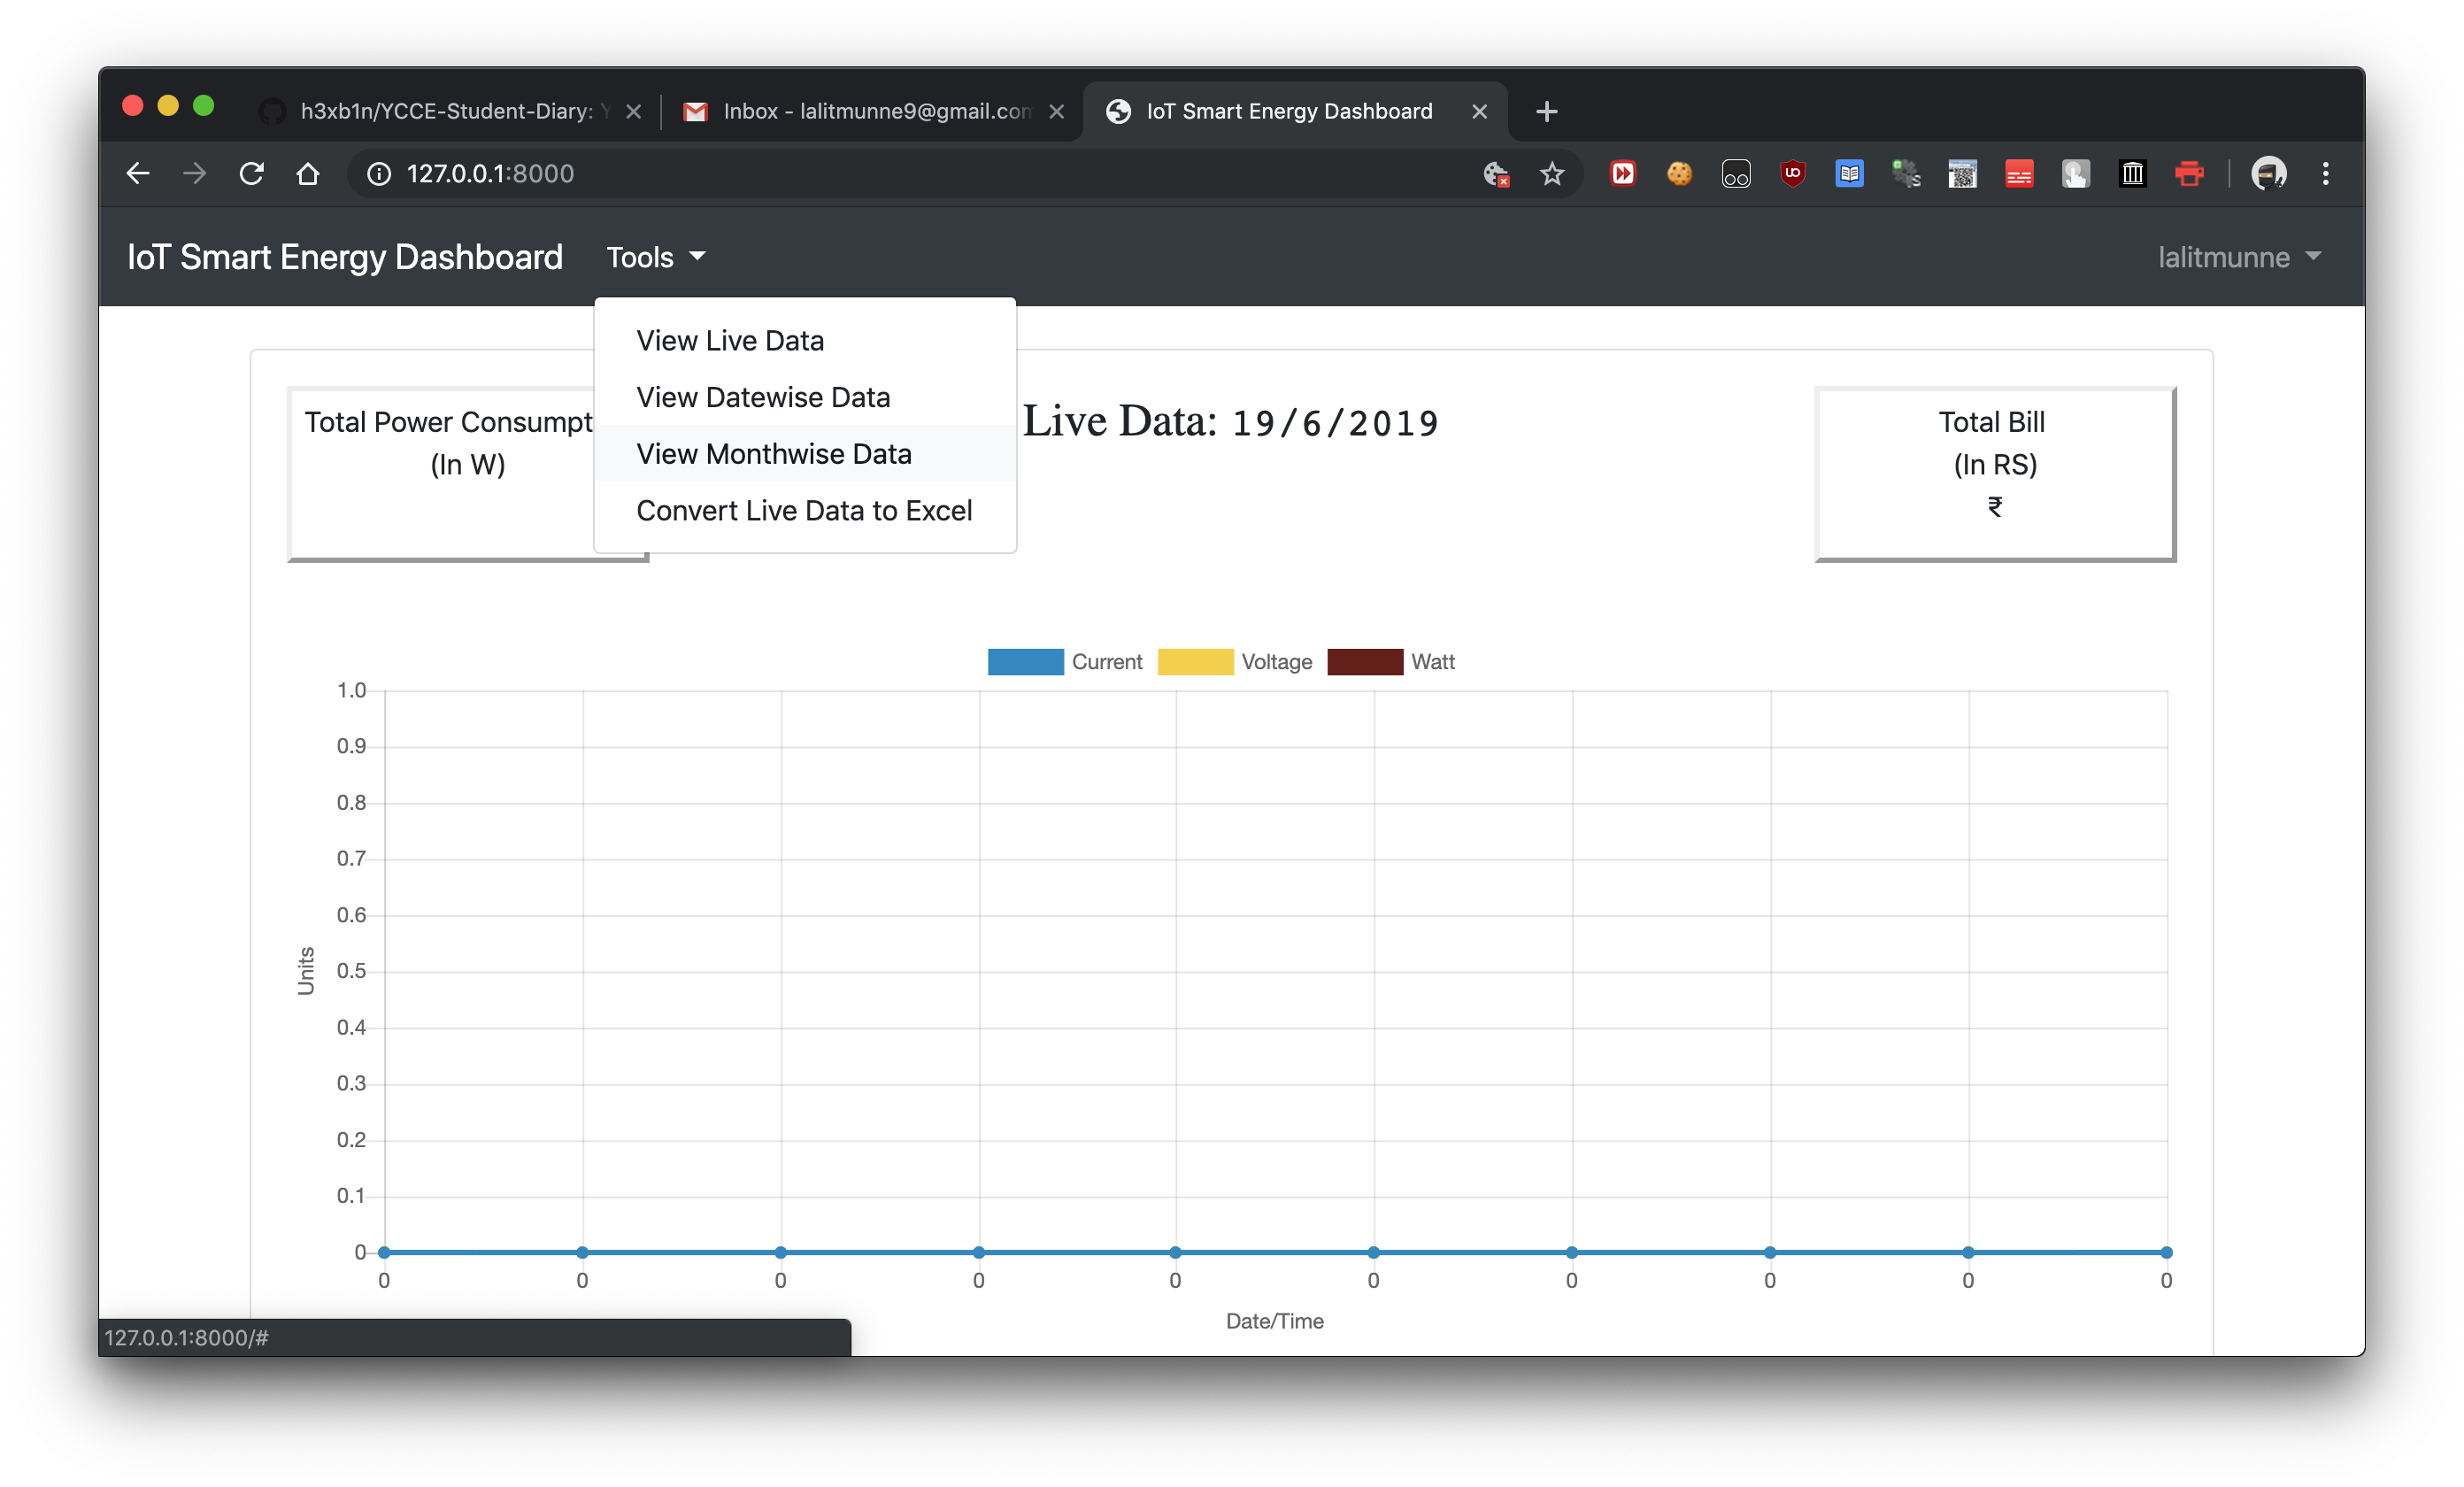 h3xb1n/YCCE-Student-Diary: Y
Inbox - lalitmunne9@gmail.com
IoT Smart Energy Dashboard
127.0.0.1:8000
IoT Smart Energy Dashboard
Tools
lalitmunne
View Live Data
View Datewise Data
View Monthwise Data
Convert Live Data to Excel
Total Power Consumpt
(In W)
Live Data: 19/6/2019
Total Bill
(In RS)
₹
Current Voltage Watt
1.0
0.9
0.8
0.7
0.6
0.5
0.4
0.3
0.2
0.1
0
Units
0 0 0 0 0 0 0 0 0 0
Date/Time
127.0.0.1:8000/#